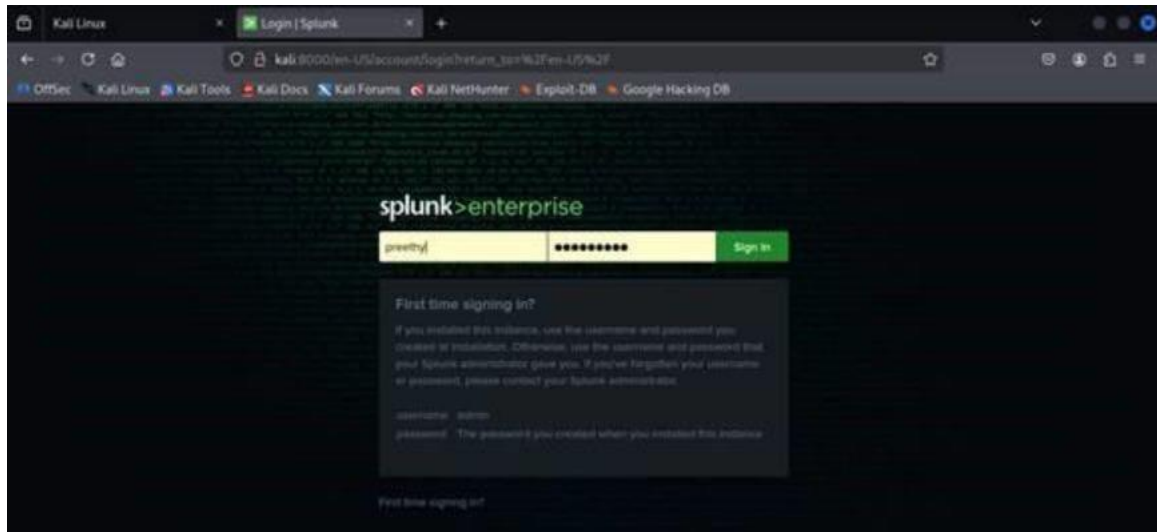 Kali Linux
Login | Splunk
kali:8000/en-US/account/login?return_to=%2Fen-US%2F
OffSec Kali Linux Kali Tools Kali Docs Kali Forums Kali NetHunter Exploit-DB Google Hacking DB
splunk>enterprise
preethy ●●●●●●●●● Sign In
First time signing in?
If you installed this instance, use the username and password you
created at installation. Otherwise, use the username and password that
your Splunk administrator gave you. If you've forgotten your username
or password, please contact your Splunk administrator.
username admin
password The password you created when you installed this instance
First time signing in?